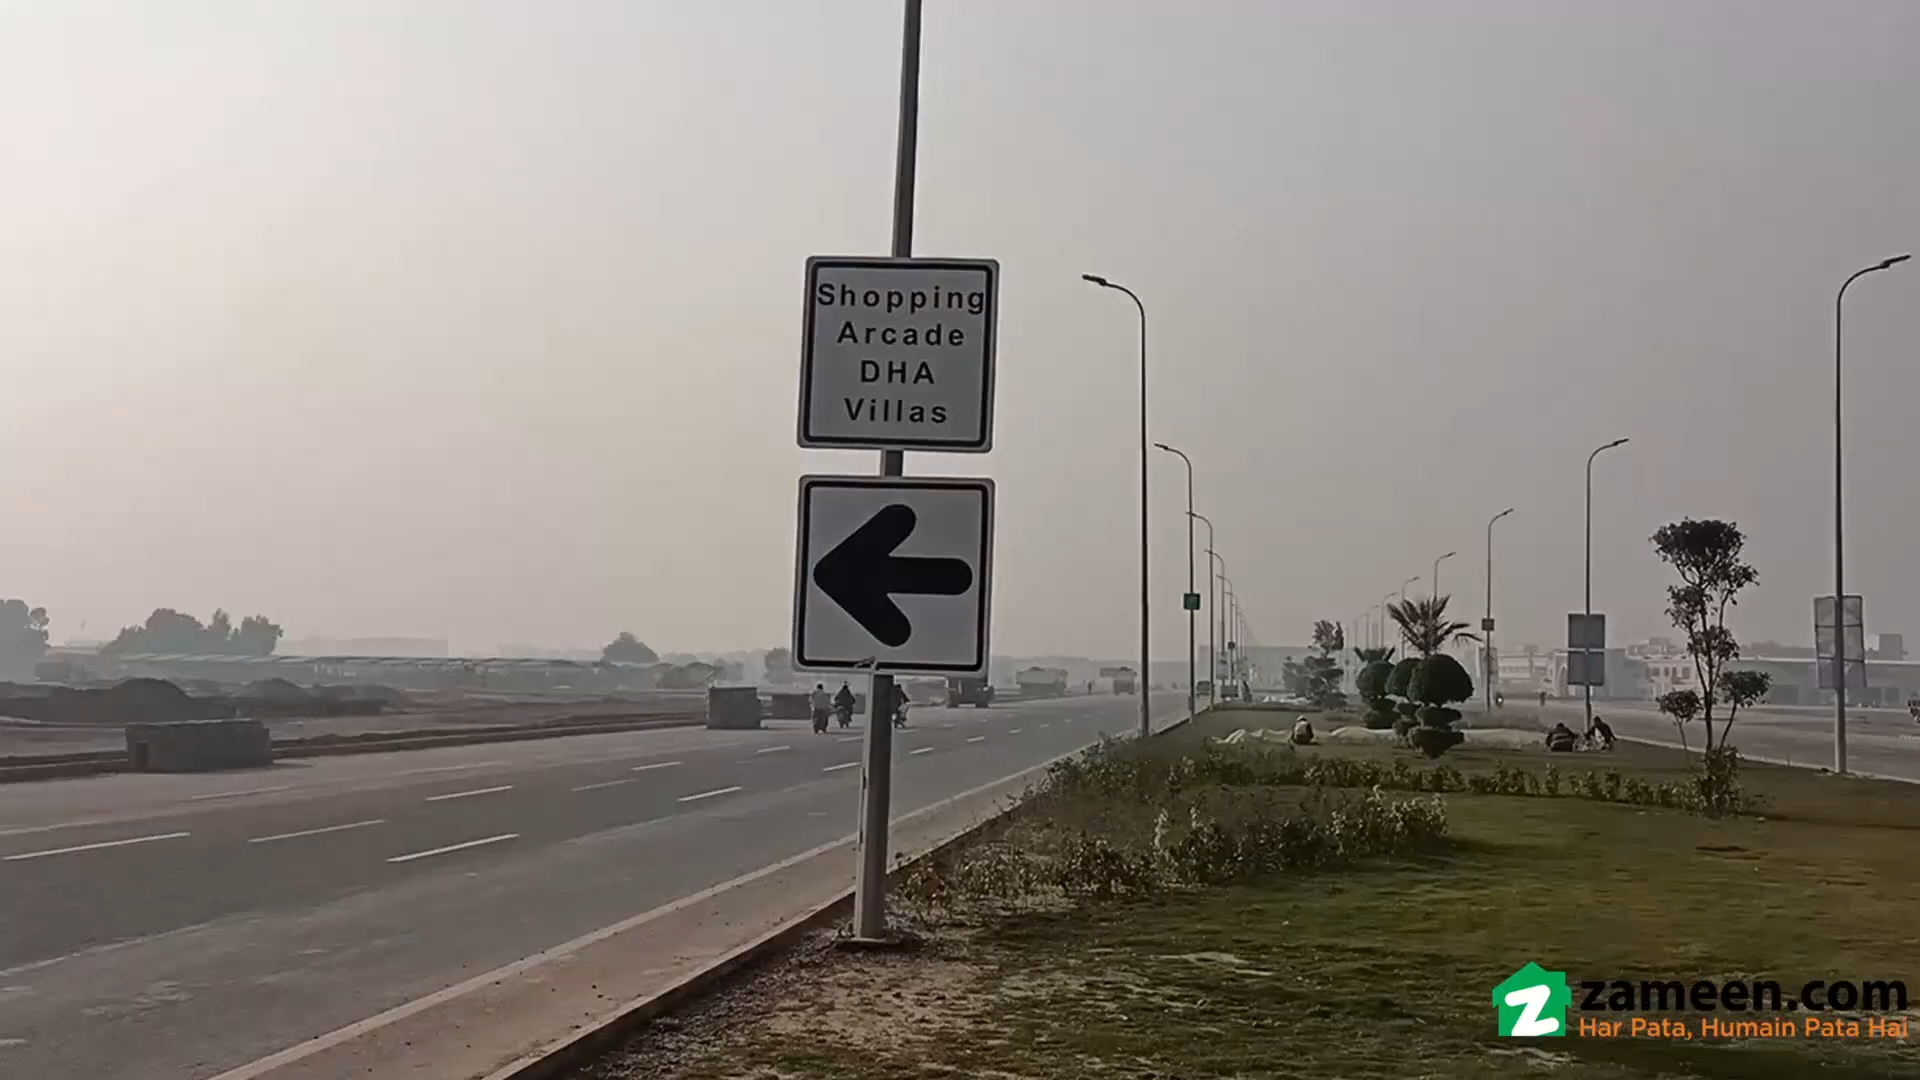 Shopping
Arcade
DHA
Villas
zameen.com
Har Pata, Humain Pata Hai